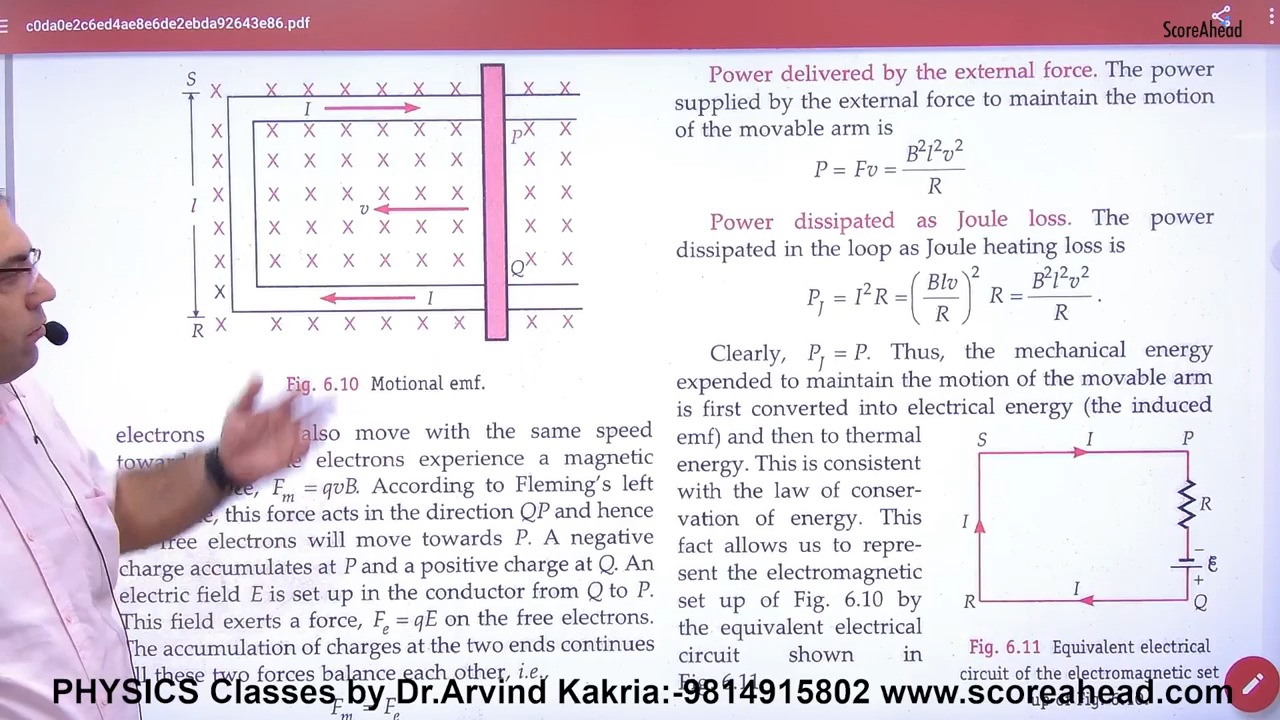 c0da0e2c6ed4ae8e6de2ebda92643e86.pdf
ScoreAhead
S
I
P
l
v
Q
I
R
Fig. 6.10 Motional emf.
electrons also move with the same speed
electrons experience a magnetic
F_m = qvB. According to Fleming's left
this force acts in the direction QP and hence
free electrons will move towards P. A negative
charge accumulates at P and a positive charge at Q. An
electric field E is set up in the conductor from Q to P.
This field exerts a force, F_e = qE on the free electrons.
The accumulation of charges at the two ends continues
these two forces balance each other, i.e.,
F_m = F_e
Power delivered by the external force. The power
supplied by the external force to maintain the motion
of the movable arm is
P = Fv = B²l²v² / R
Power dissipated as Joule loss. The power
dissipated in the loop as Joule heating loss is
P_J = I²R = (Blv / R)² R = B²l²v² / R .
Clearly, P_J = P. Thus, the mechanical energy
expended to maintain the motion of the movable arm
is first converted into electrical energy (the induced
emf) and then to thermal
energy. This is consistent
with the law of conser-
vation of energy. This
fact allows us to repre-
sent the electromagnetic
set up of Fig. 6.10 by
the equivalent electrical
circuit shown in
Fig. 6.11
S I P
R
I
− ℰ
+
R I Q
Fig. 6.11 Equivalent electrical
circuit of the electromagnetic set
up of Fig. 6.10.
PHYSICS Classes by Dr.Arvind Kakria:-9814915802 www.scoreahead.com